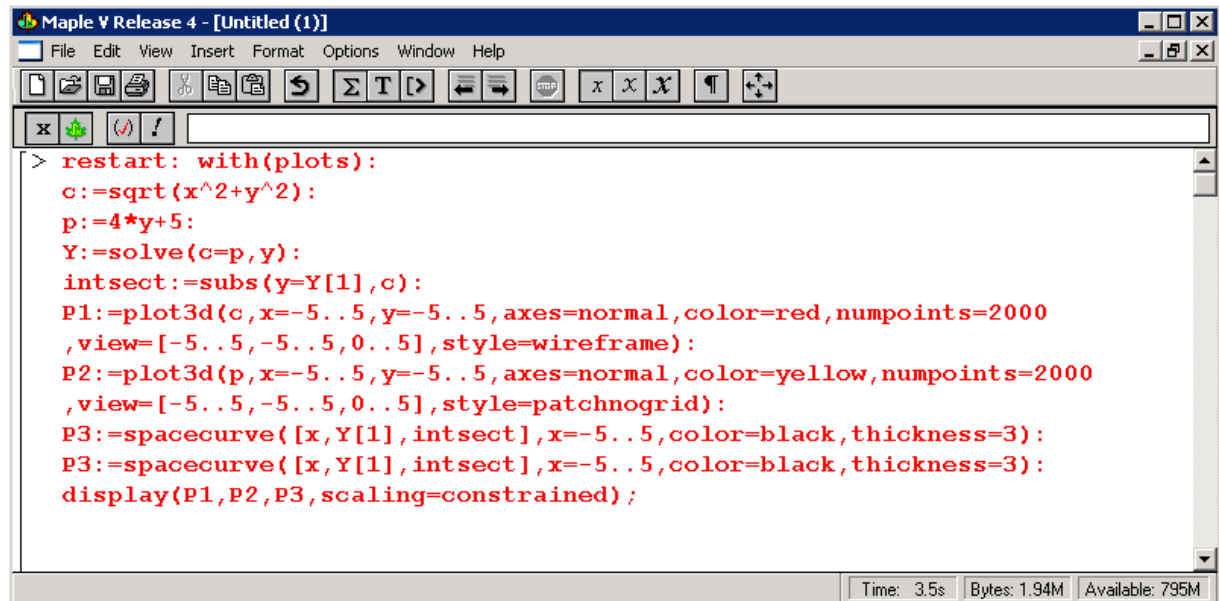 Maple V Release 4 - [Untitled (1)]
File Edit View Insert Format Options Window Help
Σ T [> STOP x x x ¶
x (√) !
[> restart: with(plots):
c:=sqrt(x^2+y^2):
p:=4*y+5:
Y:=solve(c=p,y):
intsect:=subs(y=Y[1],c):
P1:=plot3d(c,x=-5..5,y=-5..5,axes=normal,color=red,numpoints=2000
,view=[-5..5,-5..5,0..5],style=wireframe):
P2:=plot3d(p,x=-5..5,y=-5..5,axes=normal,color=yellow,numpoints=2000
,view=[-5..5,-5..5,0..5],style=patchnogrid):
P3:=spacecurve([x,Y[1],intsect],x=-5..5,color=black,thickness=3):
P3:=spacecurve([x,Y[1],intsect],x=-5..5,color=black,thickness=3):
display(P1,P2,P3,scaling=constrained);
Time: 3.5s Bytes: 1.94M Available: 795M